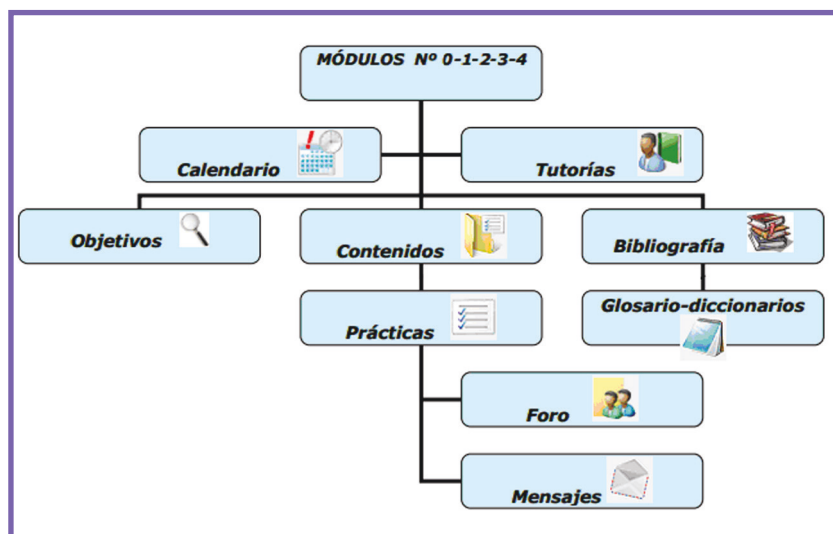 MÓDULOS Nº 0-1-2-3-4
Calendario
Tutorías
Objetivos
Contenidos
Bibliografía
Prácticas
Glosario-diccionarios
Foro
Mensajes